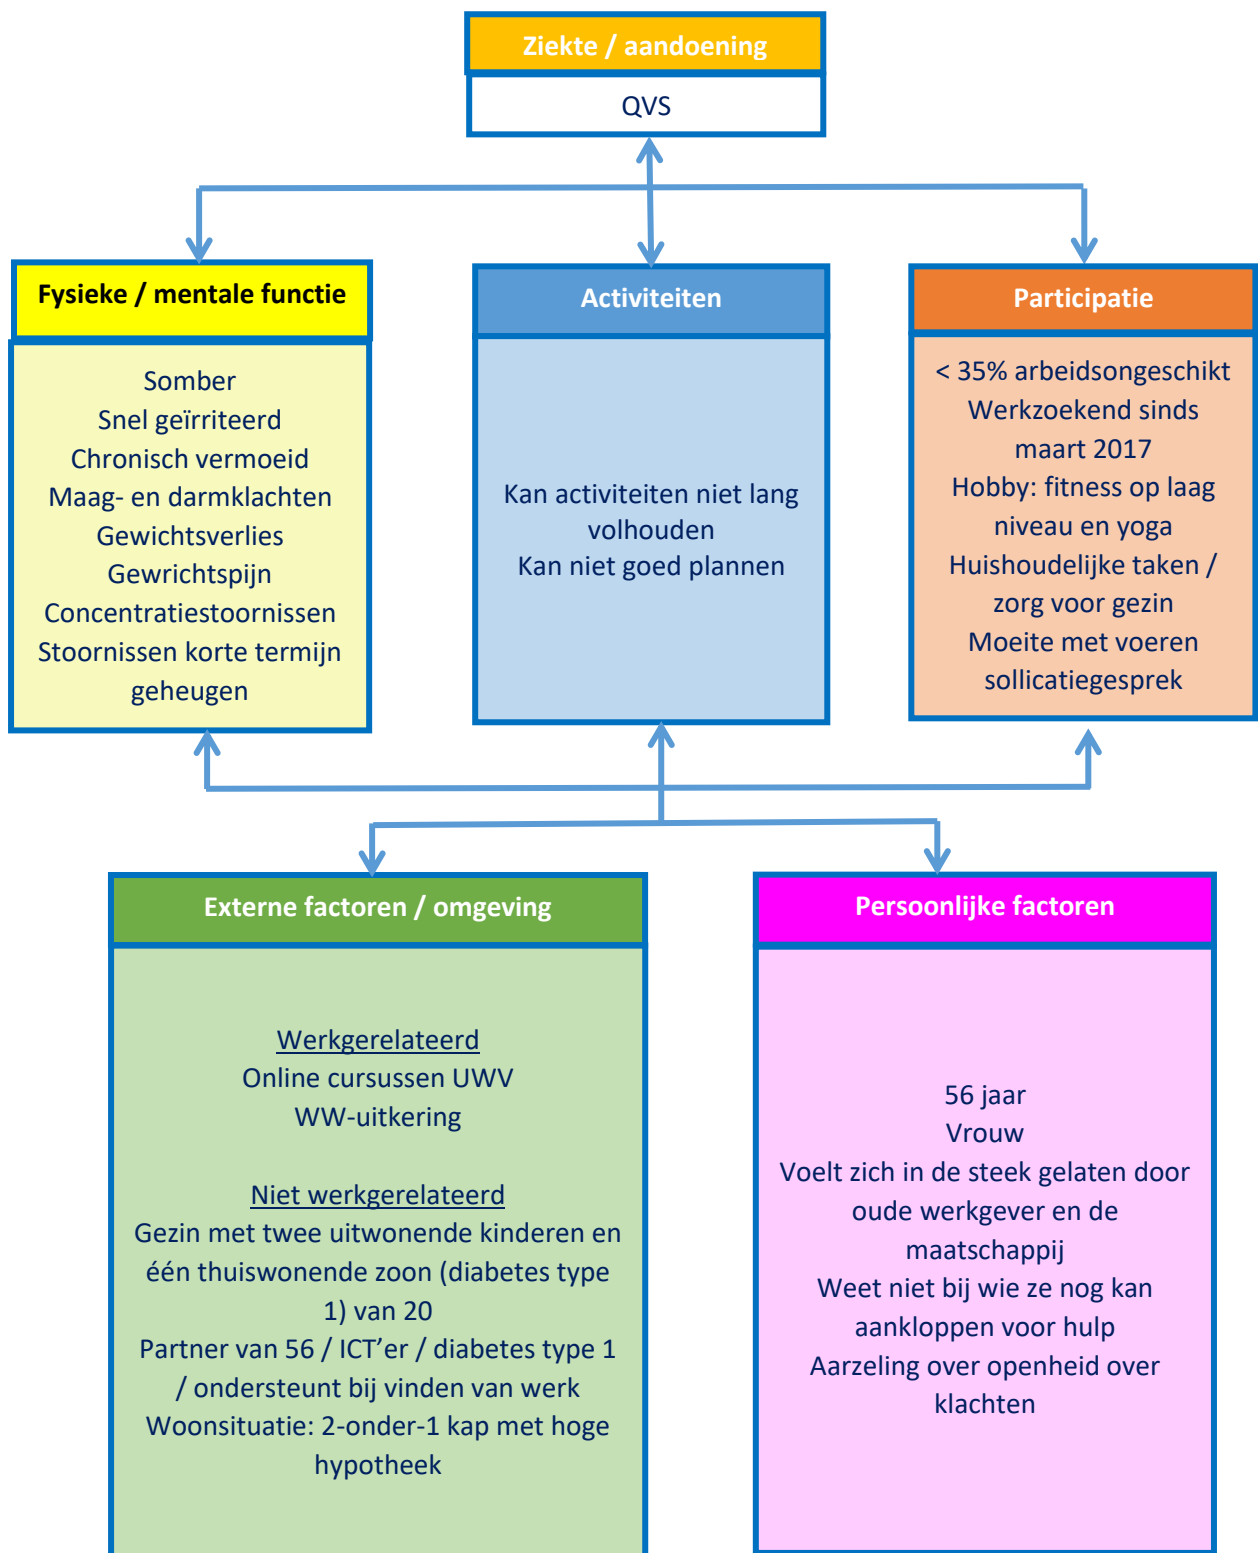 Ziekte / aandoening
QVS
Fysieke / mentale functie
Somber
Snel geïrriteerd
Chronisch vermoeid
Maag- en darmklachten
Gewichtsverlies
Gewrichtspijn
Concentratiestoornissen
Stoornissen korte termijn
geheugen
Activiteiten
Kan activiteiten niet lang
volhouden
Kan niet goed plannen
Participatie
< 35% arbeidsongeschikt
Werkzoekend sinds
maart 2017
Hobby: fitness op laag
niveau en yoga
Huishoudelijke taken /
zorg voor gezin
Moeite met voeren
sollicatiegesprek
Externe factoren / omgeving
Werkgerelateerd
Online cursussen UWV
WW-uitkering
Niet werkgerelateerd
Gezin met twee uitwonende kinderen en
één thuiswonende zoon (diabetes type
1) van 20
Partner van 56 / ICT’er / diabetes type 1
/ ondersteunt bij vinden van werk
Woonsituatie: 2-onder-1 kap met hoge
hypotheek
Persoonlijke factoren
56 jaar
Vrouw
Voelt zich in de steek gelaten door
oude werkgever en de
maatschappij
Weet niet bij wie ze nog kan
aankloppen voor hulp
Aarzeling over openheid over
klachten